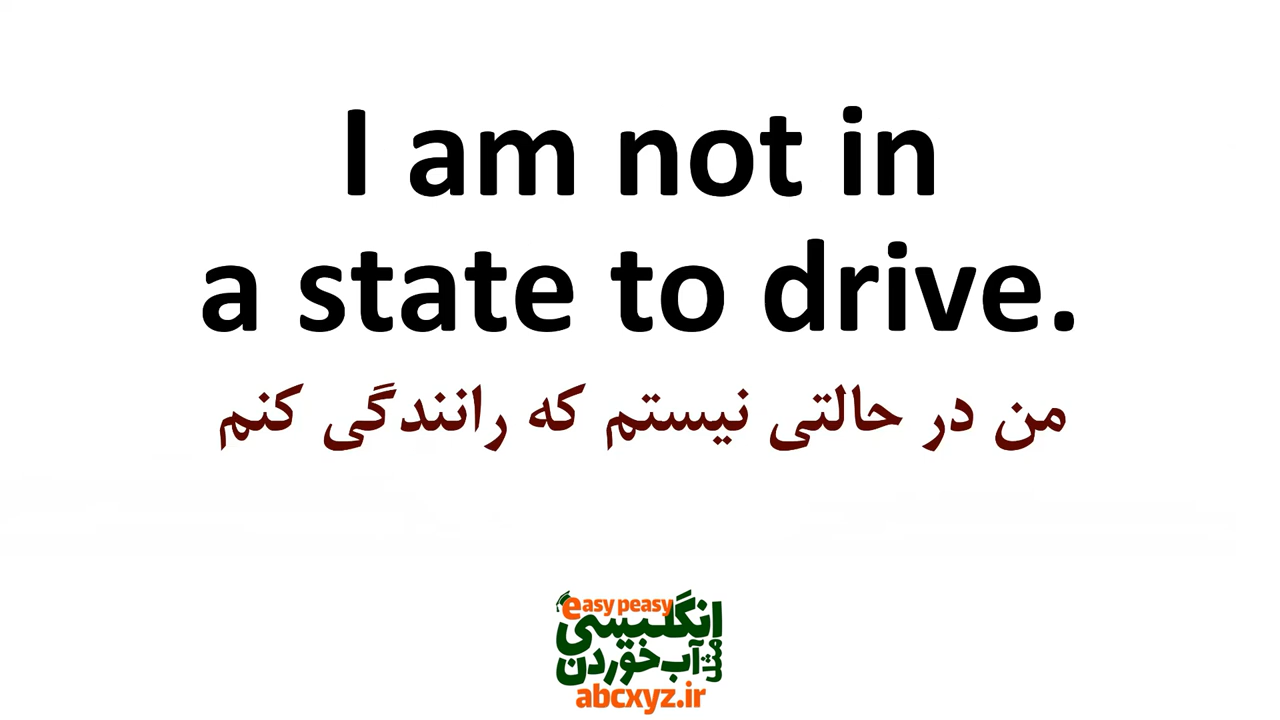 I am not in
a state to drive.
من در حالتی نیستم که رانندگی کنم
easy peasy
انگلیسی
مثل آب خوردن
abcxyz.ir